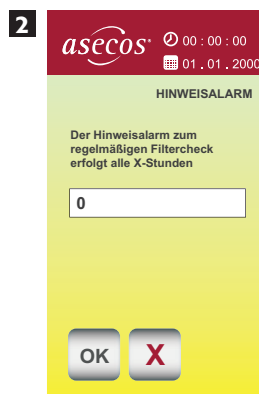 2
asecos®
00 : 00 : 00
01 . 01 . 2000
HINWEISALARM
Der Hinweisalarm zum
regelmäßigen Filtercheck
erfolgt alle X-Stunden
0
OK X